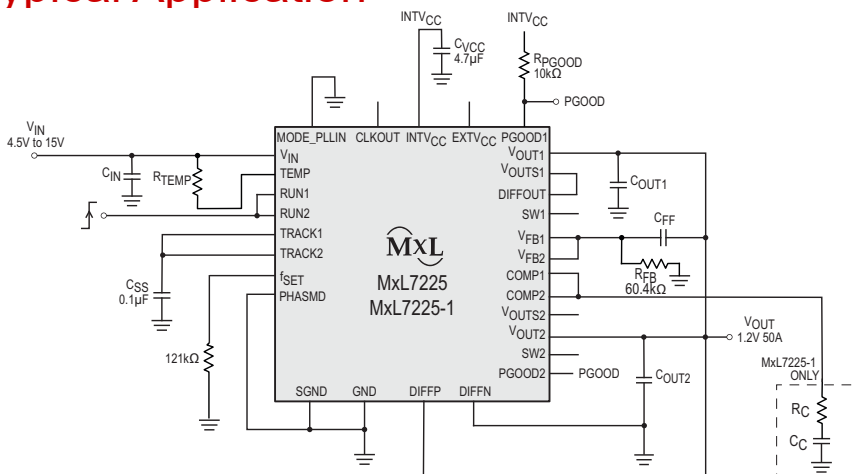 Typical Application
INTVCC
CVCC
4.7µF
INTVCC
RPGOOD
10kΩ
PGOOD
VIN
4.5V to 15V
CIN
RTEMP
MODE_PLLIN CLKOUT INTVCC EXTVCC PGOOD1
VIN
TEMP
RUN1
RUN2
TRACK1
TRACK2
fSET
PHASMD
CSS
0.1µF
121kΩ
MxL
MxL7225
MxL7225-1
VOUT1
VOUTS1
DIFFOUT
SW1
VFB1
VFB2
COMP1
COMP2
VOUTS2
VOUT2
SW2
PGOOD2
PGOOD
SGND GND DIFFP DIFFN
COUT1
CFF
RFB
60.4kΩ
VOUT
1.2V 50A
COUT2
MxL7225-1
ONLY
RC
CC